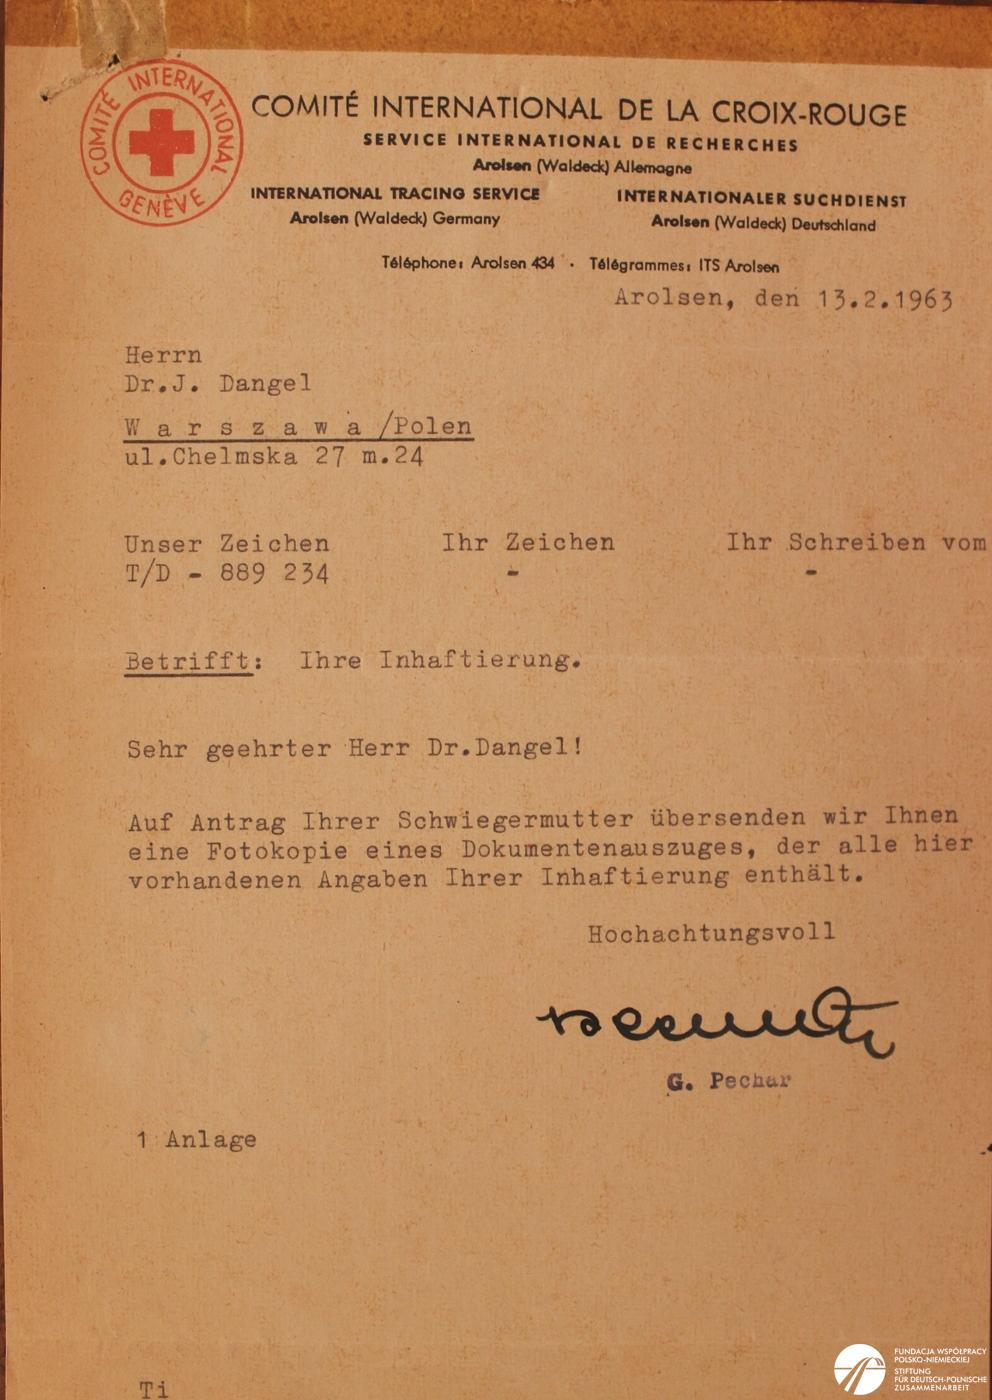 COMITÉ INTERNATIONAL GENÈVE
COMITÉ INTERNATIONAL DE LA CROIX-ROUGE
SERVICE INTERNATIONAL DE RECHERCHES
Arolsen (Waldeck) Allemagne
INTERNATIONAL TRACING SERVICE INTERNATIONALER SUCHDIENST
Arolsen (Waldeck) Germany Arolsen (Waldeck) Deutschland
Téléphone: Arolsen 434 · Télégrammes: ITS Arolsen
Arolsen, den 13.2.1963
Herrn
Dr.J. Dangel
W a r s z a w a /Polen
ul.Chelmska 27 m.24
Unser Zeichen Ihr Zeichen Ihr Schreiben vom
T/D - 889 234 - -
Betrifft: Ihre Inhaftierung.
Sehr geehrter Herr Dr.Dangel!
Auf Antrag Ihrer Schwiegermutter übersenden wir Ihnen
eine Fotokopie eines Dokumentenauszuges, der alle hier
vorhandenen Angaben Ihrer Inhaftierung enthält.
Hochachtungsvoll
G. Pechar
1 Anlage
Ti
FUNDACJA WSPÓŁPRACY
POLSKO-NIEMIECKIEJ
STIFTUNG
FÜR DEUTSCH-POLNISCHE
ZUSAMMENARBEIT